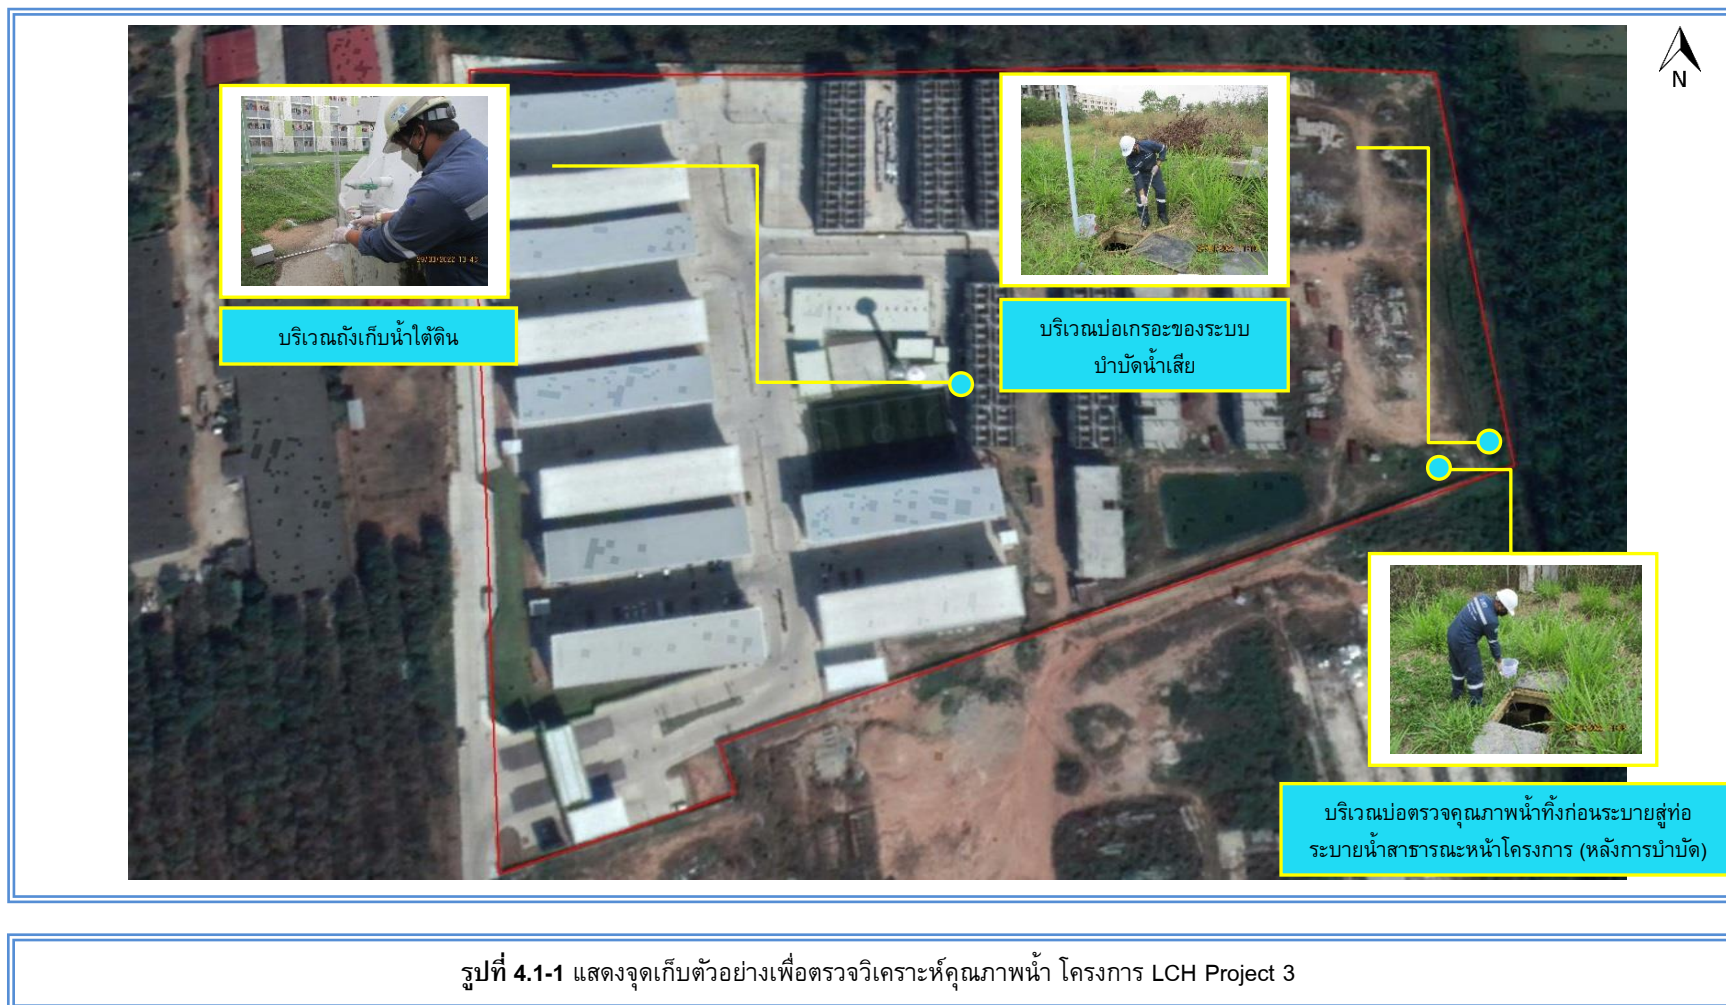 N
บริเวณถังเก็บน้ำใต้ดิน
บริเวณบ่อเกรอะของระบบ
บำบัดน้ำเสีย
บริเวณบ่อตรวจคุณภาพน้ำทิ้งก่อนระบายสู่ท่อ
ระบายน้ำสาธารณะหน้าโครงการ (หลังการบำบัด)
รูปที่ 4.1-1 แสดงจุดเก็บตัวอย่างเพื่อตรวจวิเคราะห์คุณภาพน้ำ โครงการ LCH Project 3